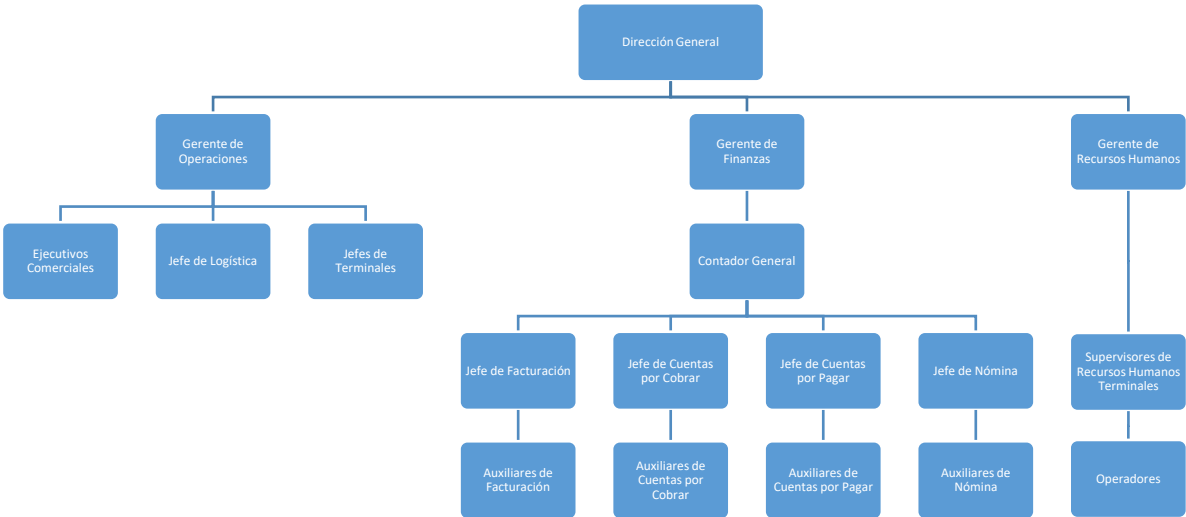 Dirección General
Gerente de
Operaciones
Gerente de
Finanzas
Gerente de
Recursos Humanos
Ejecutivos
Comerciales
Jefe de Logística
Jefes de
Terminales
Contador General
Jefe de Facturación
Jefe de Cuentas
por Cobrar
Jefe de Cuentas
por Pagar
Jefe de Nómina
Supervisores de
Recursos Humanos
Terminales
Auxiliares de
Facturación
Auxiliares de
Cuentas por
Cobrar
Auxiliares de
Cuentas por Pagar
Auxiliares de
Nómina
Operadores